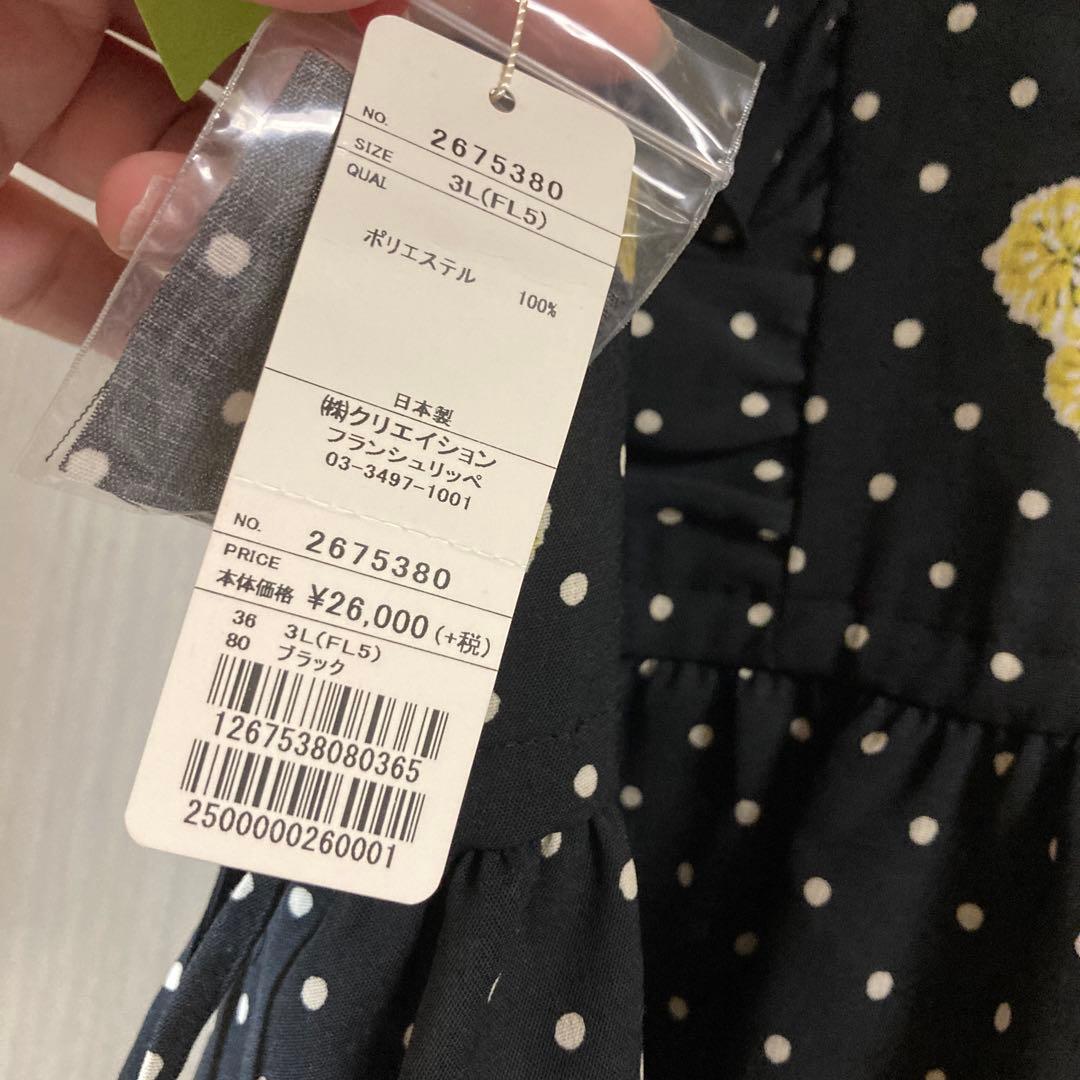 NO. 2675380
SIZE 3L(FL5)
QUAL
ポリエステル 100%
日本製
㈱クリエイション
フランシュリッペ
03-3497-1001
NO. 2675380
PRICE
本体価格 ¥26,000(+税)
36 3L(FL5)
80 ブラック
1267538080365
2500000260001